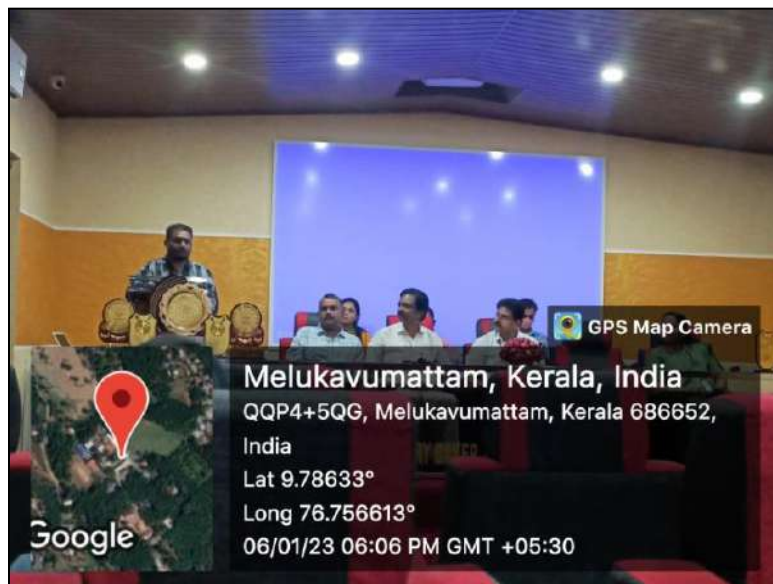 GPS Map Camera
Melukavumattam, Kerala, India
QQP4+5QG, Melukavumattam, Kerala 686652,
India
Lat 9.78633°
Long 76.756613°
06/01/23 06:06 PM GMT +05:30
Google